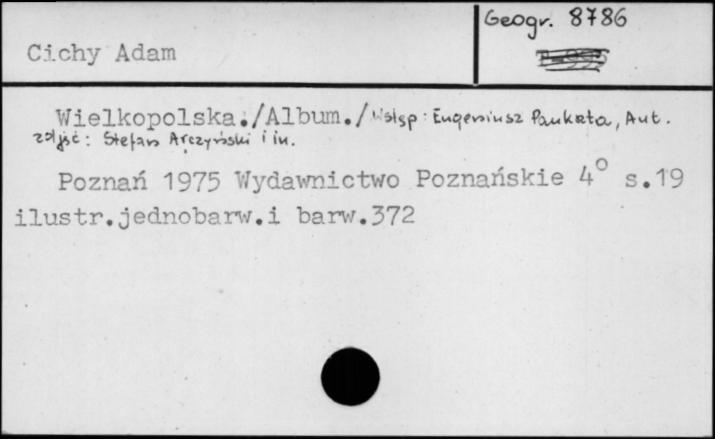 Geogr. 8786
Cichy Adam
Wielkopolska./Album./Wstęp: Eugeniusz Paukszta, Aut.
zdjęć: Stefan Arczyński i in.
Poznań 1975 Wydawnictwo Poznańskie 4° s.19
ilustr.jednobarw.i barw.372